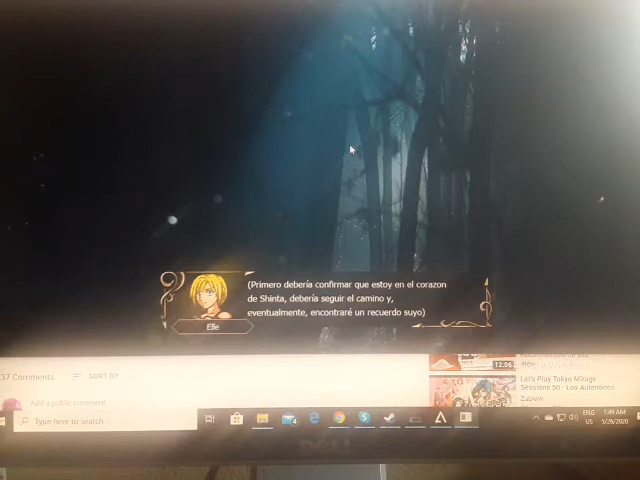 (Primero debería confirmar que estoy en el corazon
de Shinta, debería seguir el camino y,
eventualmente, encontraré un recuerdo suyo)
Elle
37 Comments
SORT BY
Add a public comment...
12:06
Let's Play Tokyo Mirage
Sessions 50 - Los Autenticos...
Zabiew
Type here to search
ENG
US
1:49 AM
5/26/2020
DELL